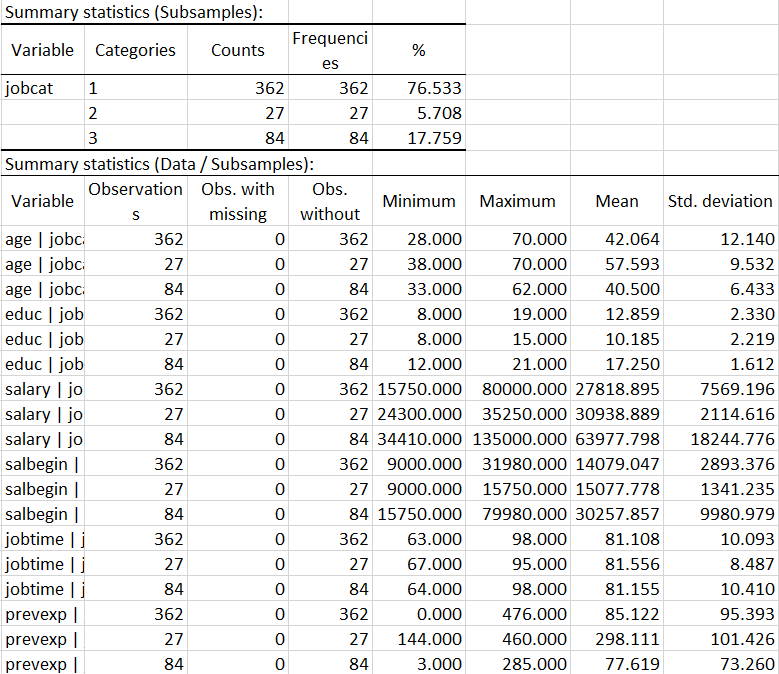 Summary statistics (Subsamples):
Variable Categories Counts Frequencies %
jobcat 1 362 362 76.533
2 27 27 5.708
3 84 84 17.759
Summary statistics (Data / Subsamples):
Variable Observations Obs. with missing Obs. without Minimum Maximum Mean Std. deviation
age | jobc 362 0 362 28.000 70.000 42.064 12.140
age | jobc 27 0 27 38.000 70.000 57.593 9.532
age | jobc 84 0 84 33.000 62.000 40.500 6.433
educ | job 362 0 362 8.000 19.000 12.859 2.330
educ | job 27 0 27 8.000 15.000 10.185 2.219
educ | job 84 0 84 12.000 21.000 17.250 1.612
salary | jo 362 0 362 15750.000 80000.000 27818.895 7569.196
salary | jo 27 0 27 24300.000 35250.000 30938.889 2114.616
salary | jo 84 0 84 34410.000 135000.000 63977.798 18244.776
salbegin | 362 0 362 9000.000 31980.000 14079.047 2893.376
salbegin | 27 0 27 9000.000 15750.000 15077.778 1341.235
salbegin | 84 0 84 15750.000 79980.000 30257.857 9980.979
jobtime | j 362 0 362 63.000 98.000 81.108 10.093
jobtime | j 27 0 27 67.000 95.000 81.556 8.487
jobtime | j 84 0 84 64.000 98.000 81.155 10.410
prevexp | 362 0 362 0.000 476.000 85.122 95.393
prevexp | 27 0 27 144.000 460.000 298.111 101.426
prevexp | 84 0 84 3.000 285.000 77.619 73.260